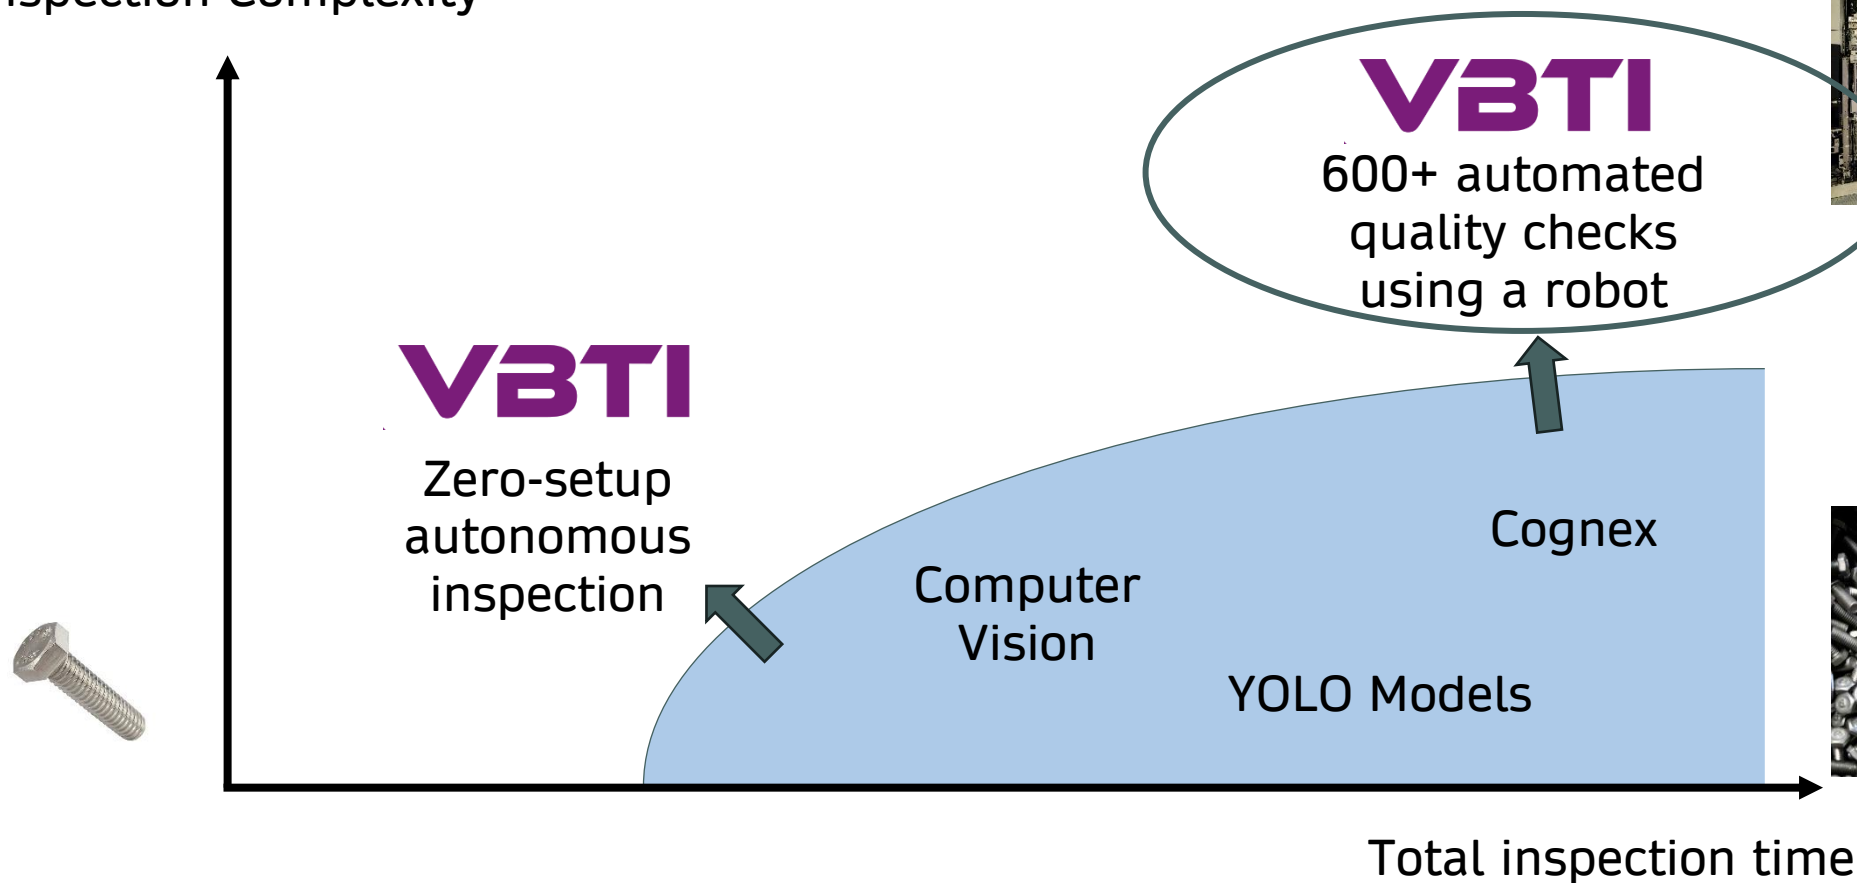 Complexity
VBTI
600+ automated
quality checks
using a robot
VBTI
Zero-setup
autonomous
inspection
Computer
Vision
Cognex
YOLO Models
Total inspection time